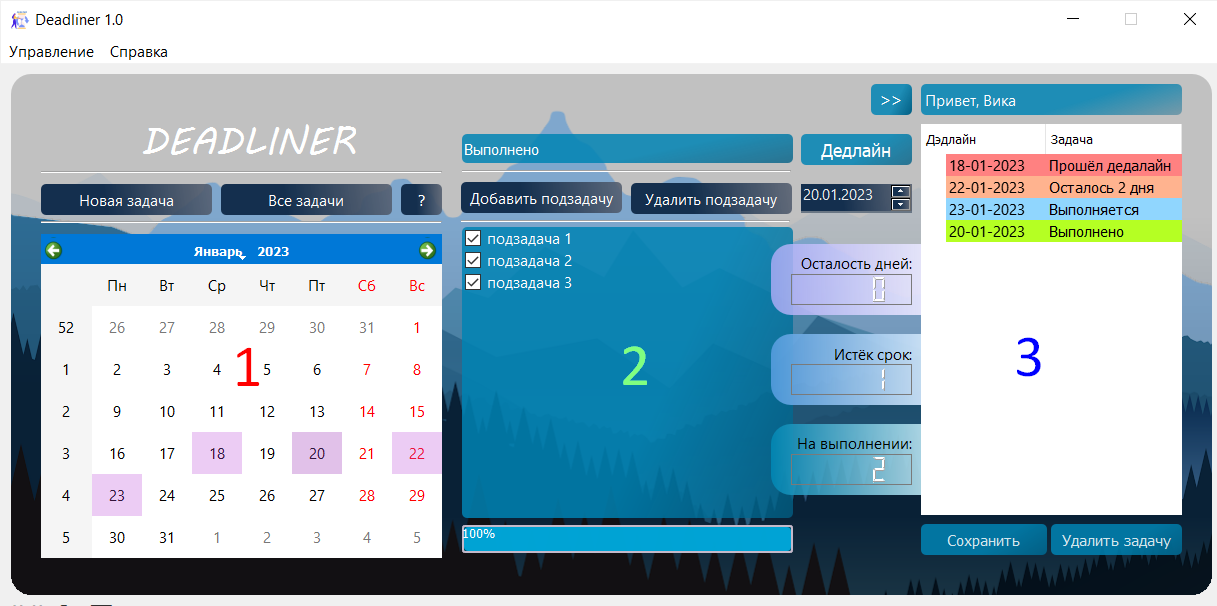 Deadliner 1.0
Управление Справка
>> Привет, Вика
DEADLINER
Выполнено Дедлайн
Дэдлайн Задача
18-01-2023 Прошёл дедалайн
22-01-2023 Осталось 2 дня
23-01-2023 Выполняется
20-01-2023 Выполнено
Новая задача Все задачи ?
Добавить подзадачу Удалить подзадачу 20.01.2023
Январь 2023
Пн Вт Ср Чт Пт Сб Вс
52 26 27 28 29 30 31 1
1 2 3 4 5 6 7 8
2 9 10 11 12 13 14 15
3 16 17 18 19 20 21 22
4 23 24 25 26 27 28 29
5 30 31 1 2 3 4 5
1
подзадача 1
подзадача 2
подзадача 3
2
100%
Осталость дней:
0
Истёк срок:
1
На выполнении:
2
3
Сохранить Удалить задачу